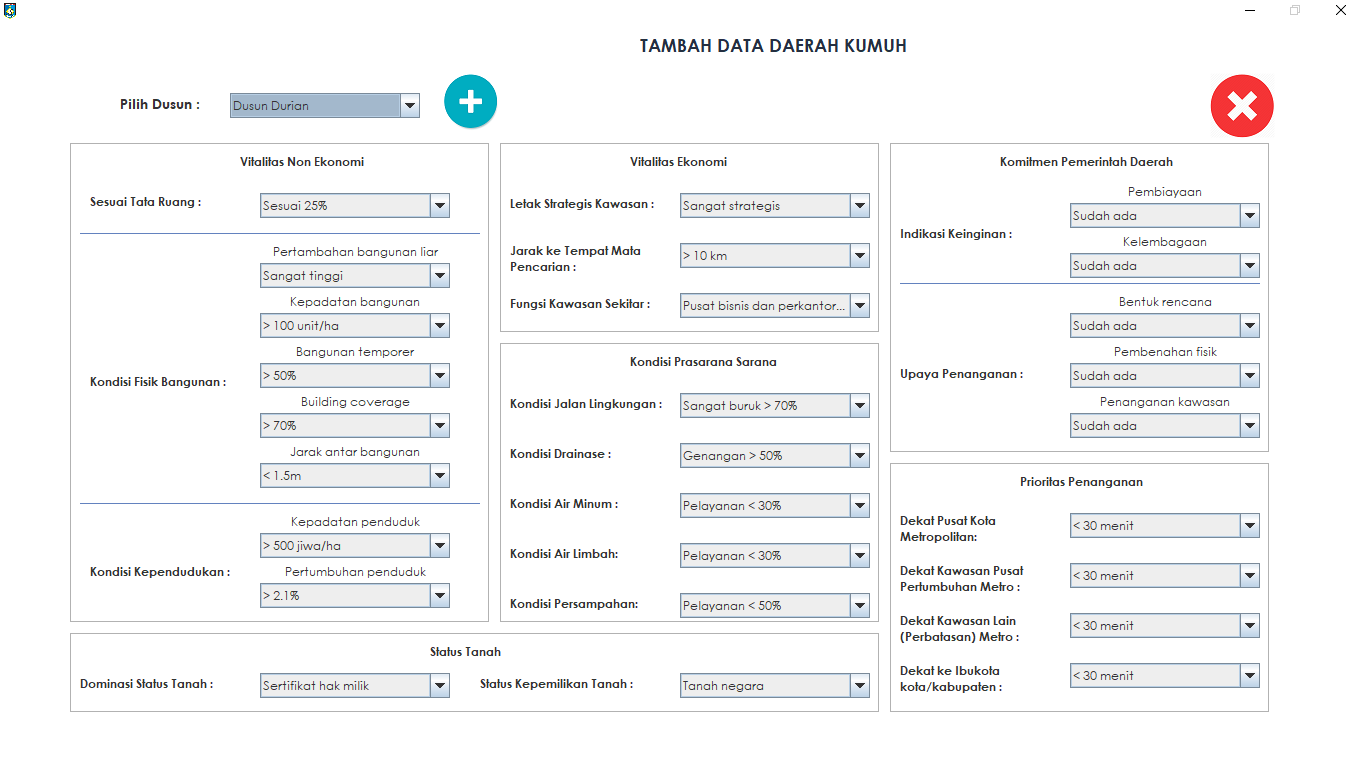 TAMBAH DATA DAERAH KUMUH
Pilih Dusun :
Dusun Durian
Vitalitas Non Ekonomi
Sesuai Tata Ruang :
Sesuai 25%
Pertambahan bangunan liar
Sangat tinggi
Kepadatan bangunan
> 100 unit/ha
Bangunan temporer
Kondisi Fisik Bangunan :
> 50%
Building coverage
> 70%
Jarak antar bangunan
< 1.5m
Kepadatan penduduk
> 500 jiwa/ha
Kondisi Kependudukan :
Pertumbuhan penduduk
> 2.1%
Vitalitas Ekonomi
Letak Strategis Kawasan :
Sangat strategis
Jarak ke Tempat Mata
Pencarian :
> 10 km
Fungsi Kawasan Sekitar :
Pusat bisnis dan perkantor...
Kondisi Prasarana Sarana
Kondisi Jalan Lingkungan :
Sangat buruk > 70%
Kondisi Drainase :
Genangan > 50%
Kondisi Air Minum :
Pelayanan < 30%
Kondisi Air Limbah:
Pelayanan < 30%
Kondisi Persampahan:
Pelayanan < 50%
Status Tanah
Dominasi Status Tanah :
Sertifikat hak milik
Status Kepemilikan Tanah :
Tanah negara
Komitmen Pemerintah Daerah
Pembiayaan
Sudah ada
Indikasi Keinginan :
Kelembagaan
Sudah ada
Bentuk rencana
Sudah ada
Pembenahan fisik
Upaya Penanganan :
Sudah ada
Penanganan kawasan
Sudah ada
Prioritas Penanganan
Dekat Pusat Kota
Metropolitan:
< 30 menit
Dekat Kawasan Pusat
Pertumbuhan Metro :
< 30 menit
Dekat Kawasan Lain
(Perbatasan) Metro :
< 30 menit
Dekat ke Ibukota
kota/kabupaten :
< 30 menit